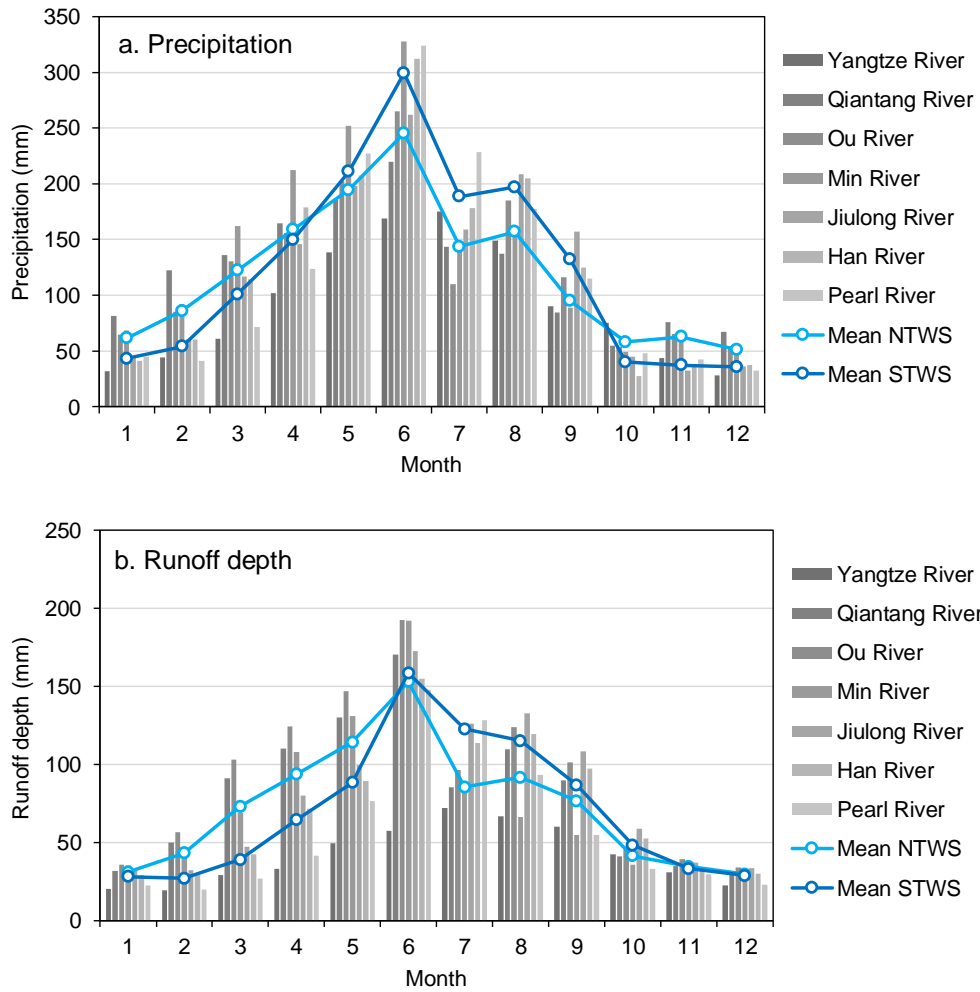 a. Precipitation
Precipitation (mm)
350
300
250
200
150
100
50
0
1 2 3 4 5 6 7 8 9 10 11 12
Month
Yangtze River
Qiantang River
Ou River
Min River
Jiulong River
Han River
Pearl River
Mean NTWS
Mean STWS
b. Runoff depth
Runoff depth (mm)
250
200
150
100
50
0
1 2 3 4 5 6 7 8 9 10 11 12
Month
Yangtze River
Qiantang River
Ou River
Min River
Jiulong River
Han River
Pearl River
Mean NTWS
Mean STWS